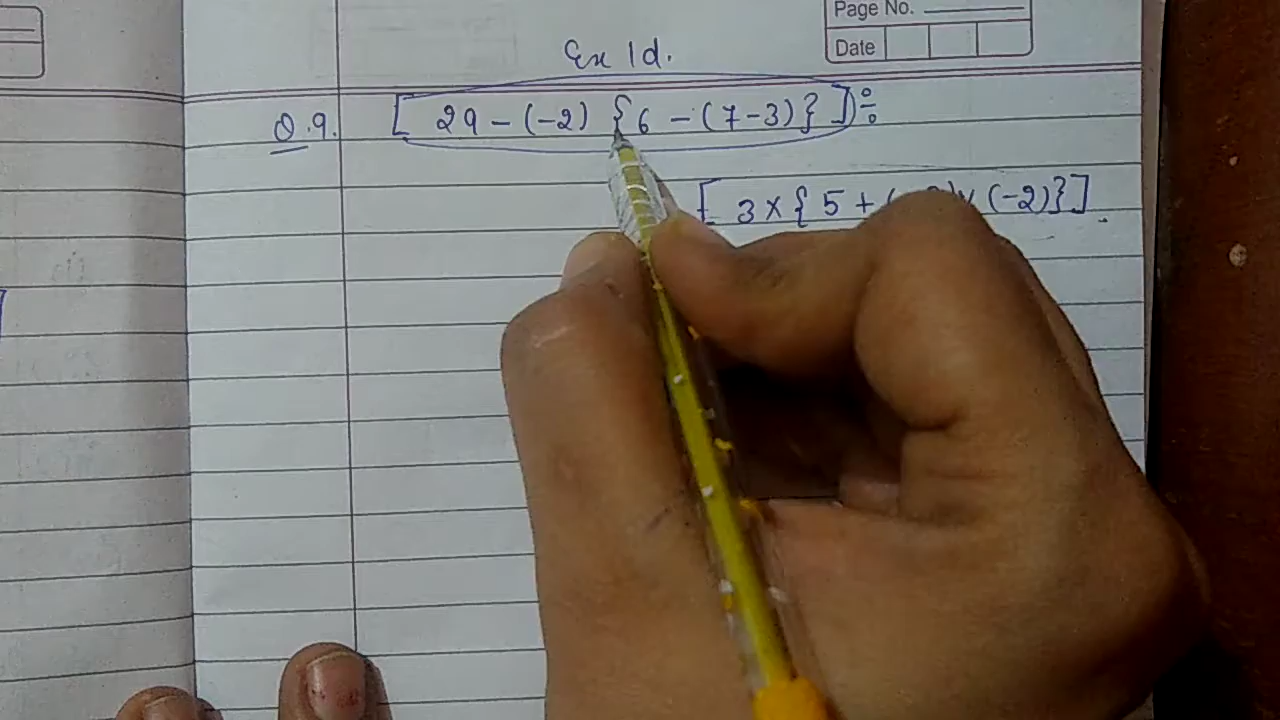 Page No.
Date
Ex 1d.
Q.9. [ 29 - (-2) { 6 - (7-3) } ] ÷
[ 3 × { 5 + ( (-2) } ] .